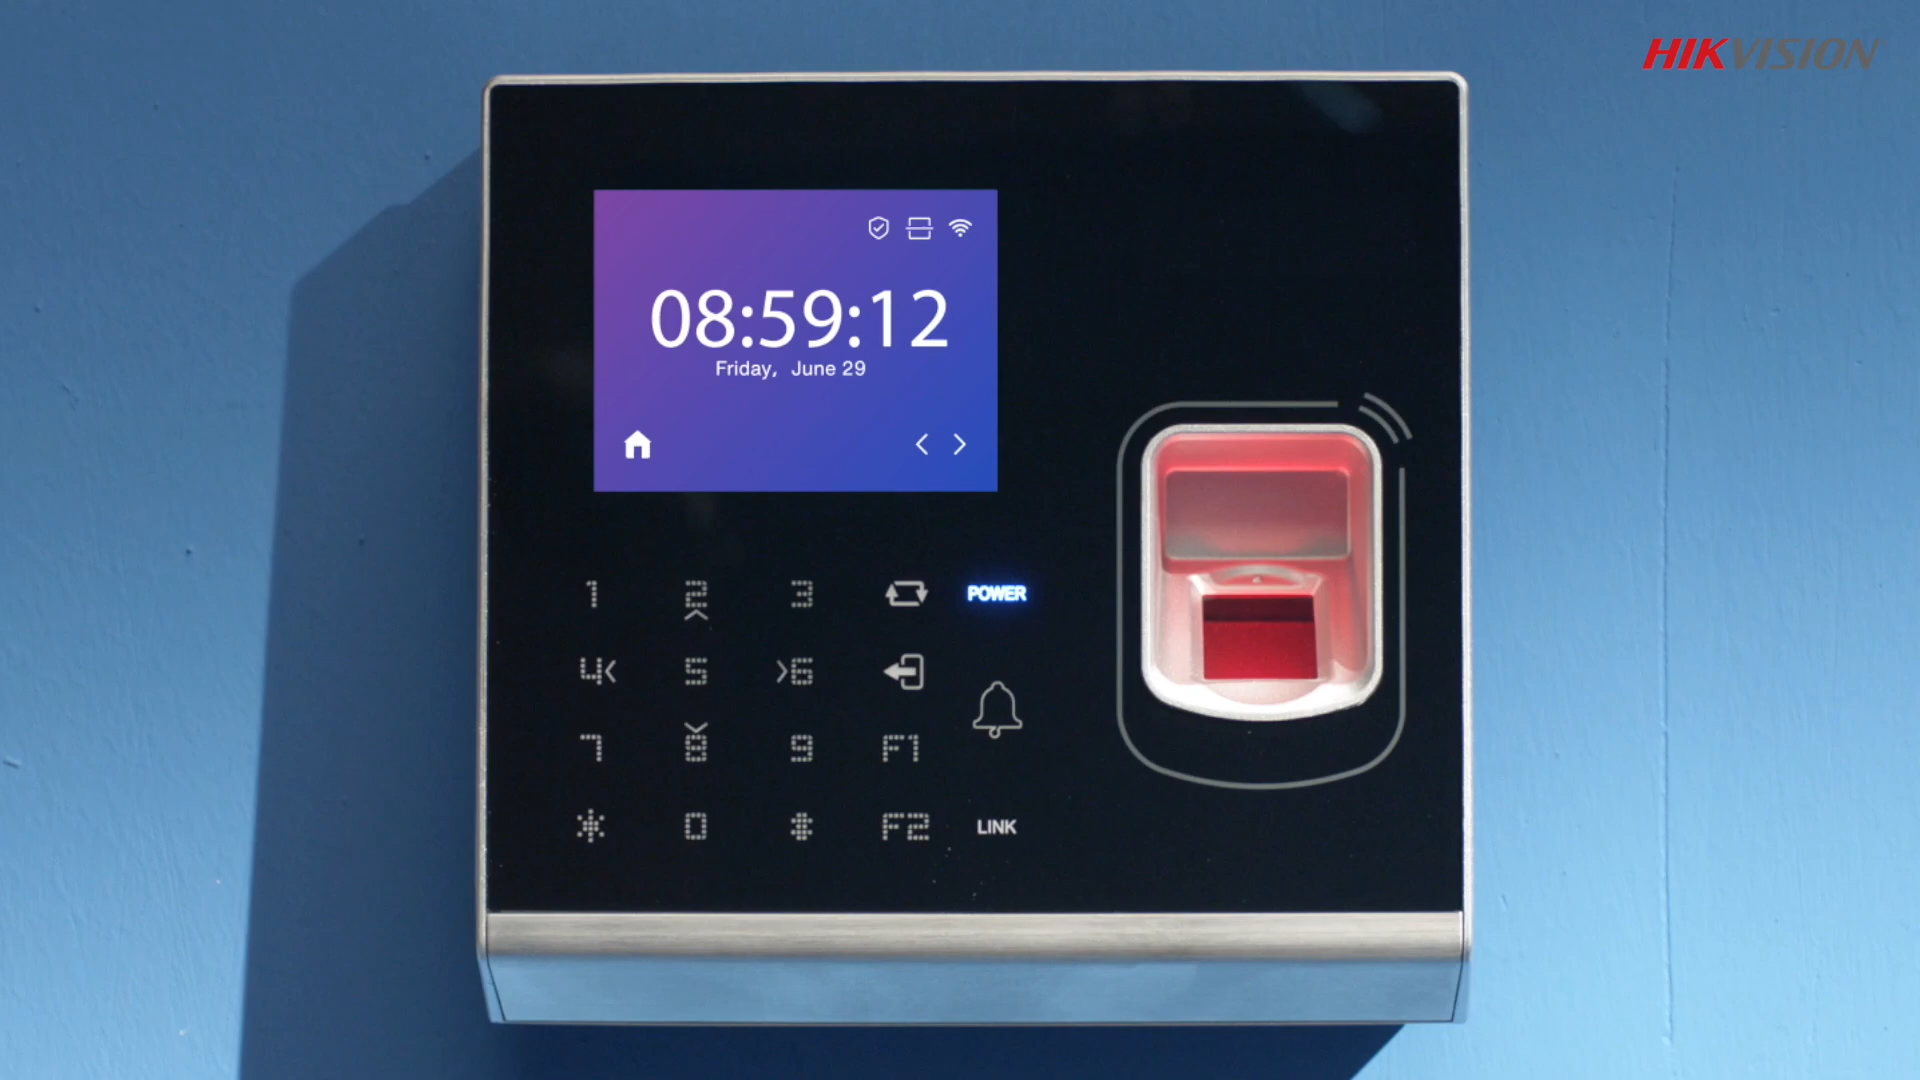 HIKVISION
08:59:12
Friday, June 29
1 2 3 POWER
4 5 6
7 8 9 F1
* 0 # F2 LINK